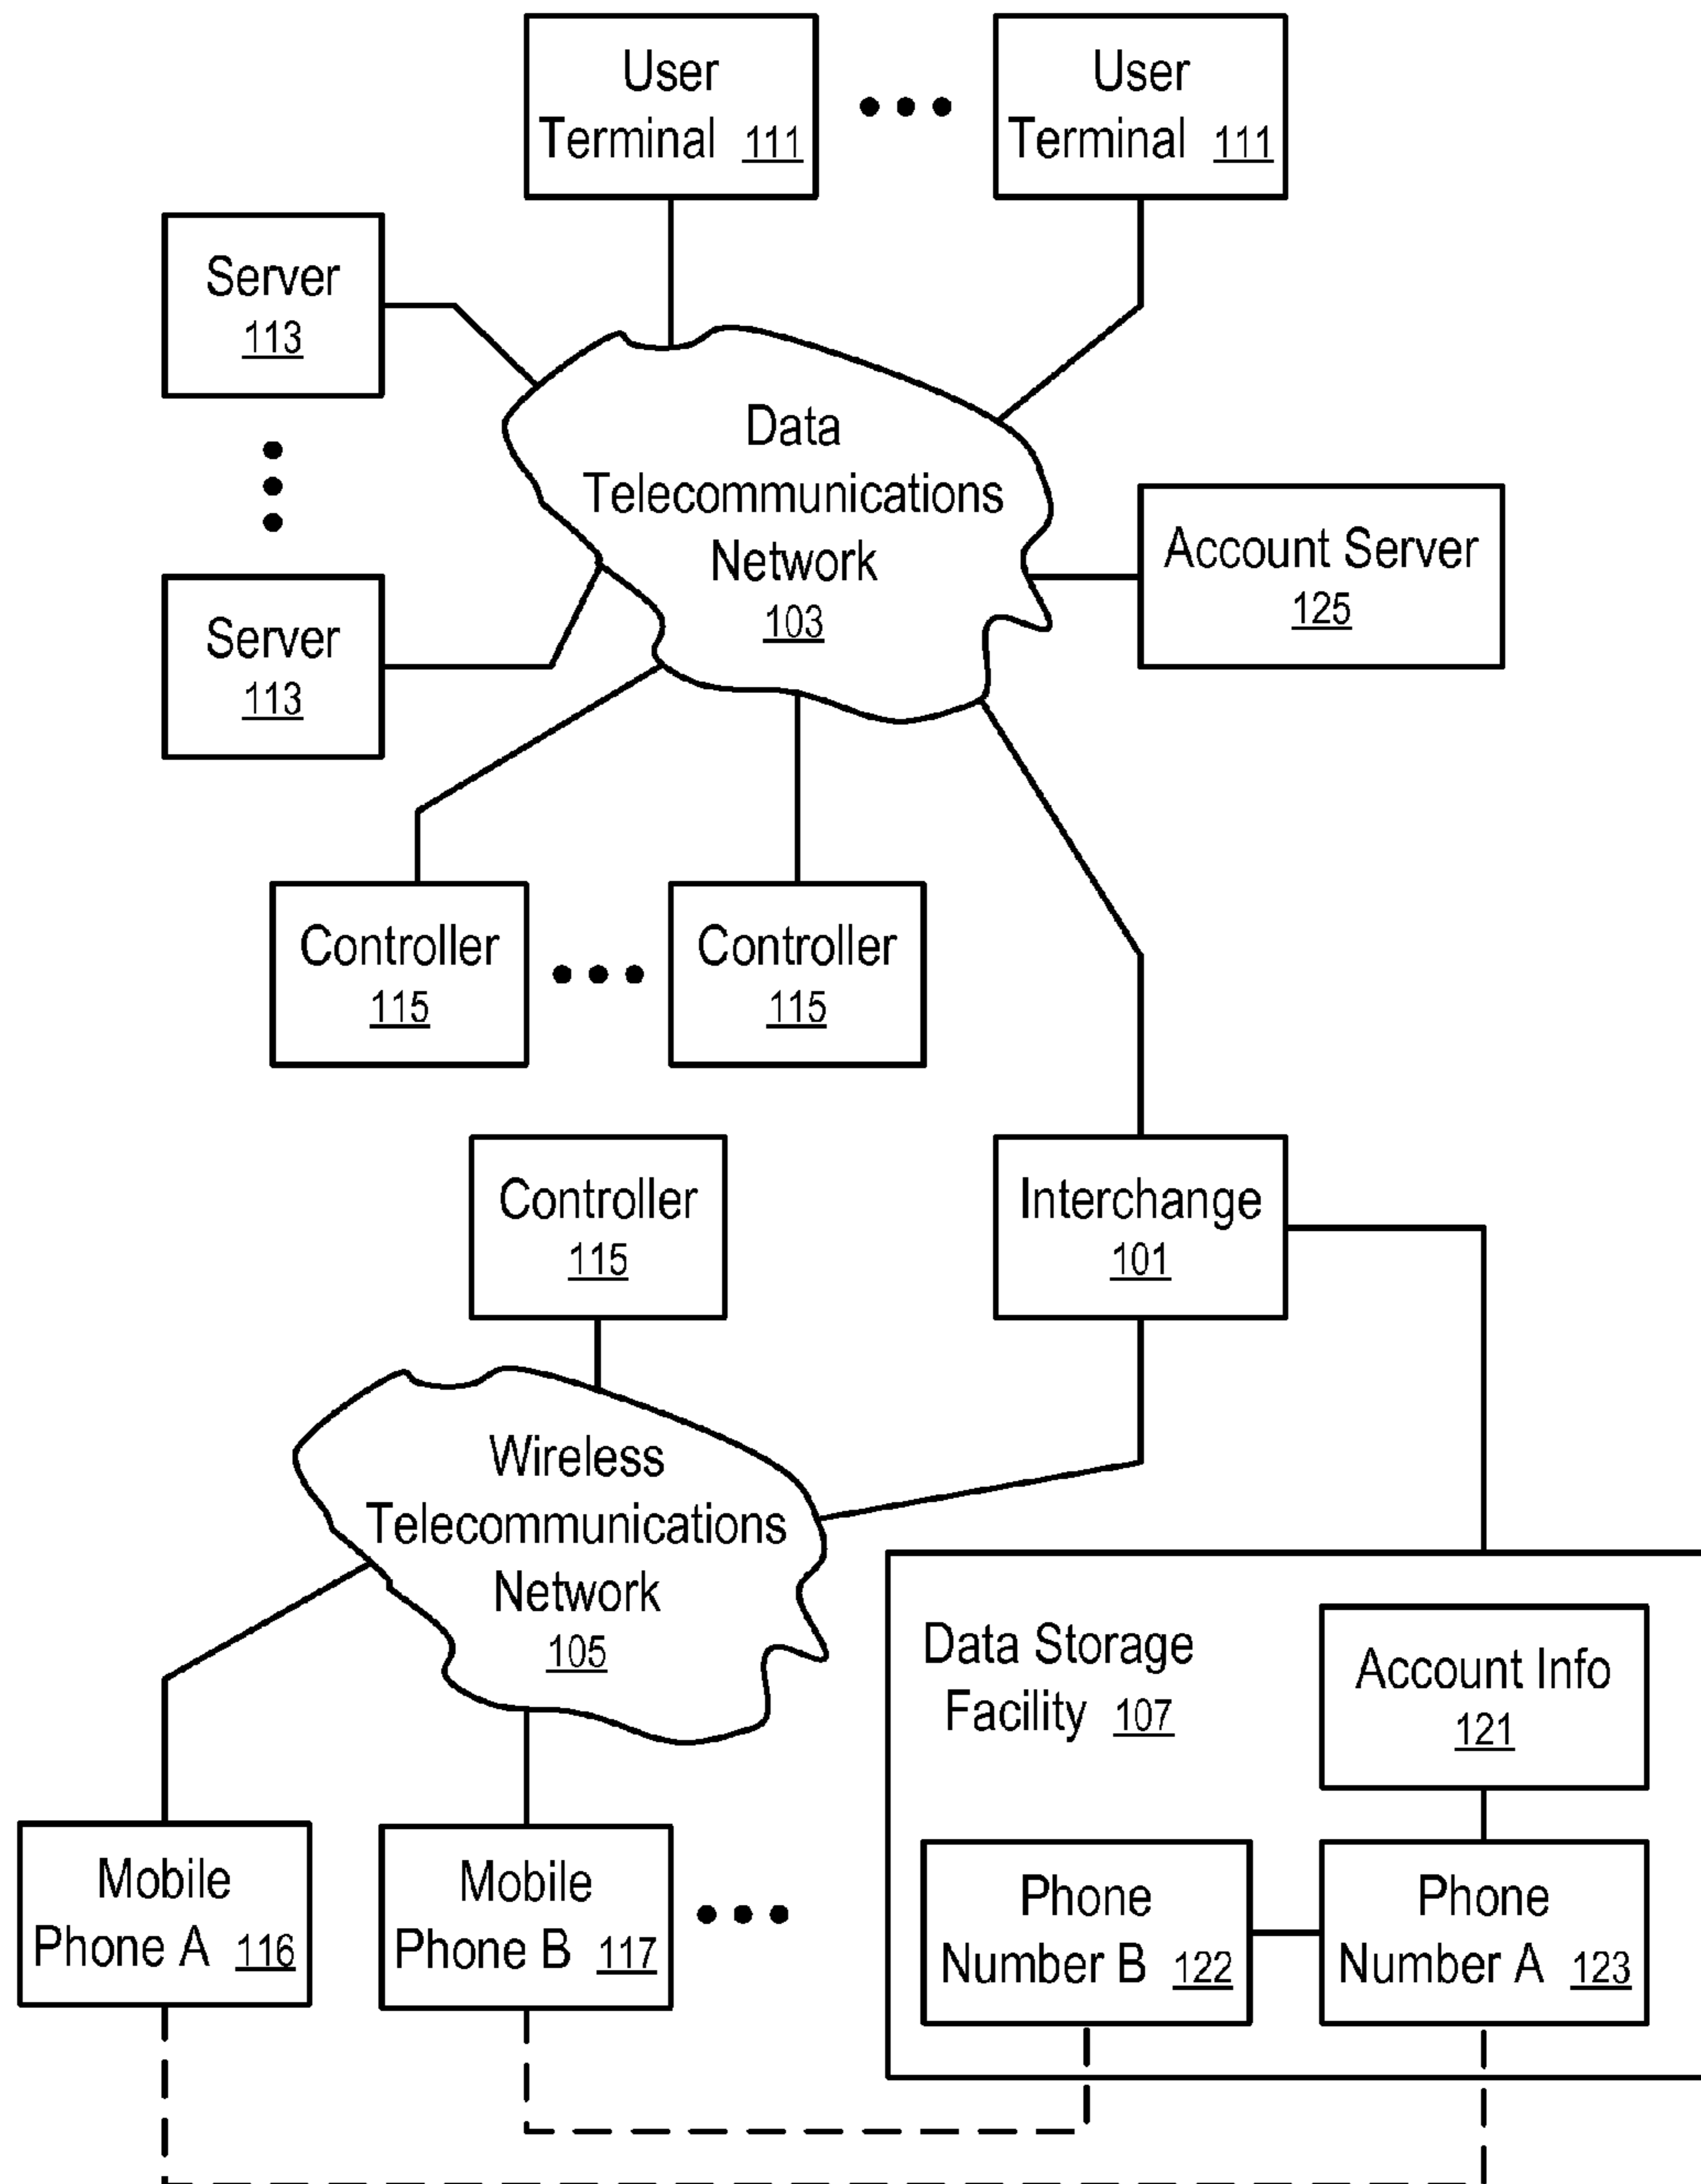 User
Terminal 111
User
Terminal 111
Server
113
Data
Telecommunications
Network
103
Account Server
125
Server
113
Controller
115
Controller
115
Controller
115
Interchange
101
Wireless
Telecommunications
Network
105
Data Storage
Facility 107
Account Info
121
Mobile
Phone A 116
Mobile
Phone B 117
Phone
Number B 122
Phone
Number A 123